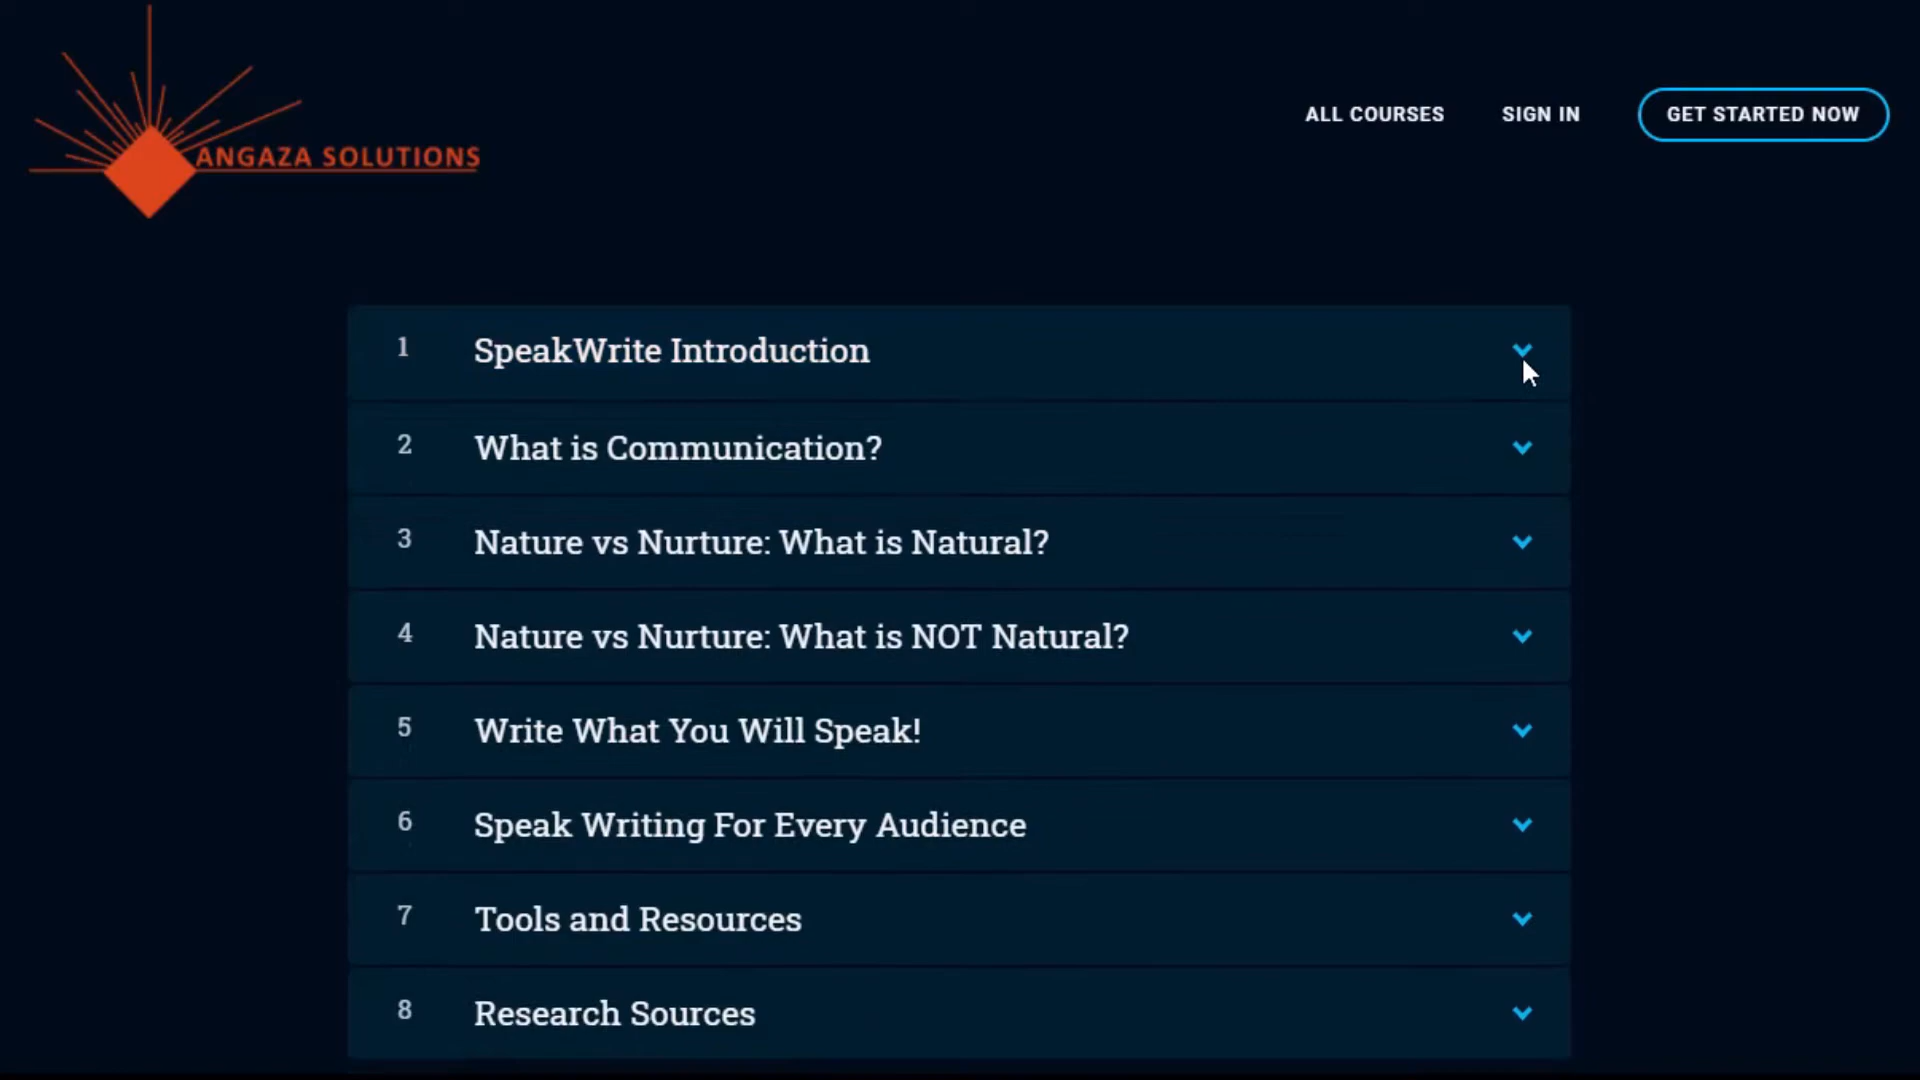 ANGAZA SOLUTIONS
ALL COURSES
SIGN IN
GET STARTED NOW
1 SpeakWrite Introduction
2 What is Communication?
3 Nature vs Nurture: What is Natural?
4 Nature vs Nurture: What is NOT Natural?
5 Write What You Will Speak!
6 Speak Writing For Every Audience
7 Tools and Resources
8 Research Sources